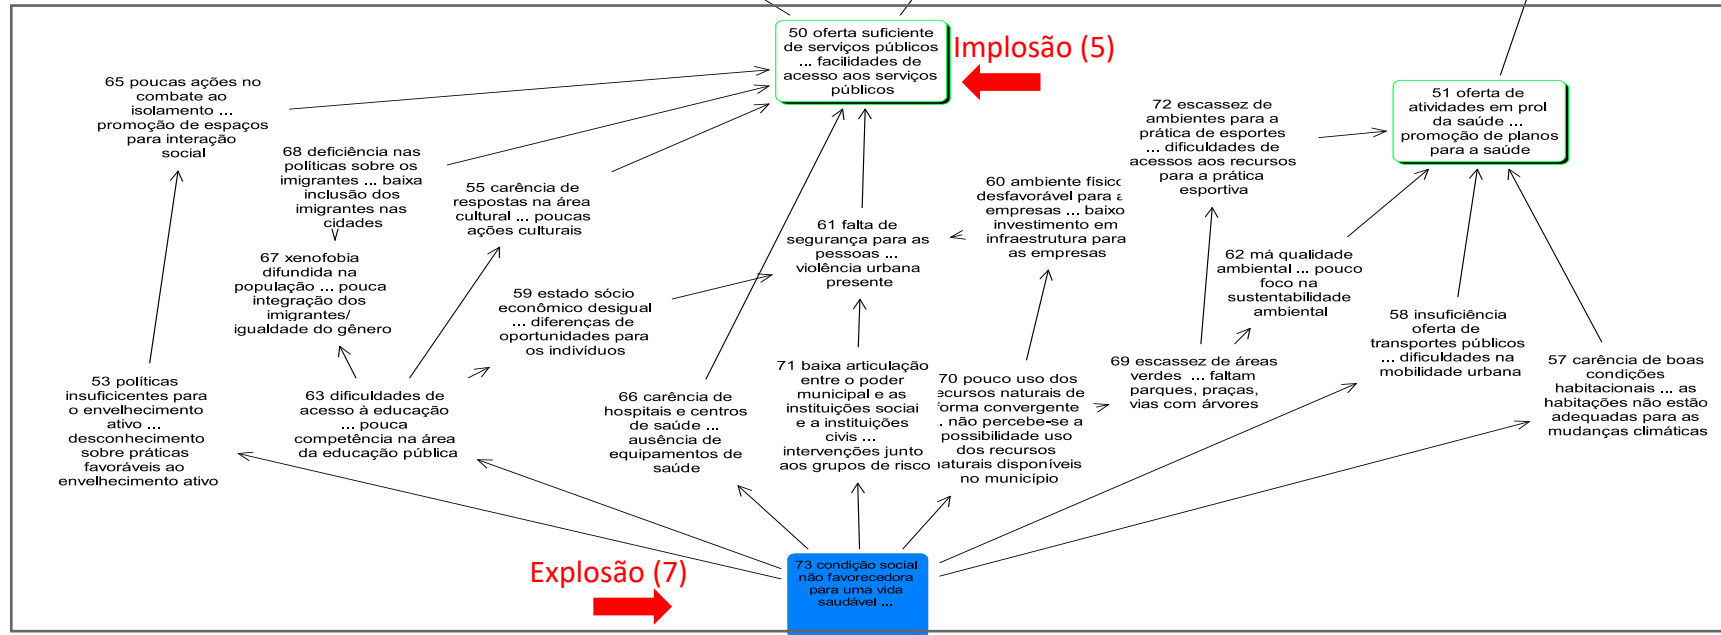 50 oferta suficiente
de serviços públicos
... facilidades de
acesso aos serviços
públicos
Implosão (5)
65 poucas ações no
combate ao
isolamento ...
promoção de espaços
para interação
social
51 oferta de
atividades em prol
da saúde ...
promoção de planos
para a saúde
72 escassez de
ambientes para a
prática de esportes
... dificuldades de
acessos aos recursos
para a prática
esportiva
68 deficiência nas
políticas sobre os
imigrantes ... baixa
inclusão dos
imigrantes nas
cidades
55 carência de
respostas na área
cultural ... poucas
ações culturais
60 ambiente físic
desfavorável para
empresas ... baixo
investimento em
infraestrutura para
as empresas
61 falta de
segurança para as
pessoas ...
violência urbana
presente
67 xenofobia
difundida na
população ... pouca
integração dos
imigrantes/
igualdade do gênero
62 má qualidade
ambiental ... pouco
foco na
sustentabilidade
ambiental
59 estado sócio
econômico desigual
... diferenças de
oportunidades para
os indivíduos
58 insuficiência
oferta de
transportes públicos
... dificuldades na
mobilidade urbana
57 carência de boas
condições
habitacionais ... as
habitações não estão
adequadas para as
mudanças climáticas
53 políticas
insuficicentes para
o envelhecimento
ativo ...
desconhecimento
sobre práticas
favoráveis ao
envelhecimento ativo
63 dificuldades de
acesso à educação
... pouca
competência na área
da educação pública
66 carência de
hospitais e centros
de saúde ...
ausência de
equipamentos de
saúde
71 baixa articulação
entre o poder
municipal e as
instituições sociai
e a instituições
civis ...
intervenções junto
aos grupos de risco
70 pouco uso dos
recursos naturais de
forma convergente
.. não percebe-se a
possibilidade uso
dos recursos
naturais disponíveis
no município
69 escassez de áreas
verdes ... faltam
parques, praças,
vias com árvores
73 condição social
não favorecedora
para uma vida
saudável ...
Explosão (7)